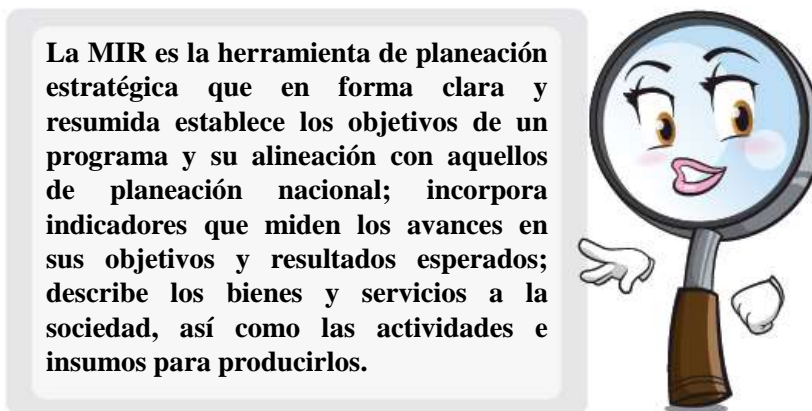 La MIR es la herramienta de planeación
estratégica que en forma clara y
resumida establece los objetivos de un
programa y su alineación con aquellos
de planeación nacional; incorpora
indicadores que miden los avances en
sus objetivos y resultados esperados;
describe los bienes y servicios a la
sociedad, así como las actividades e
insumos para producirlos.